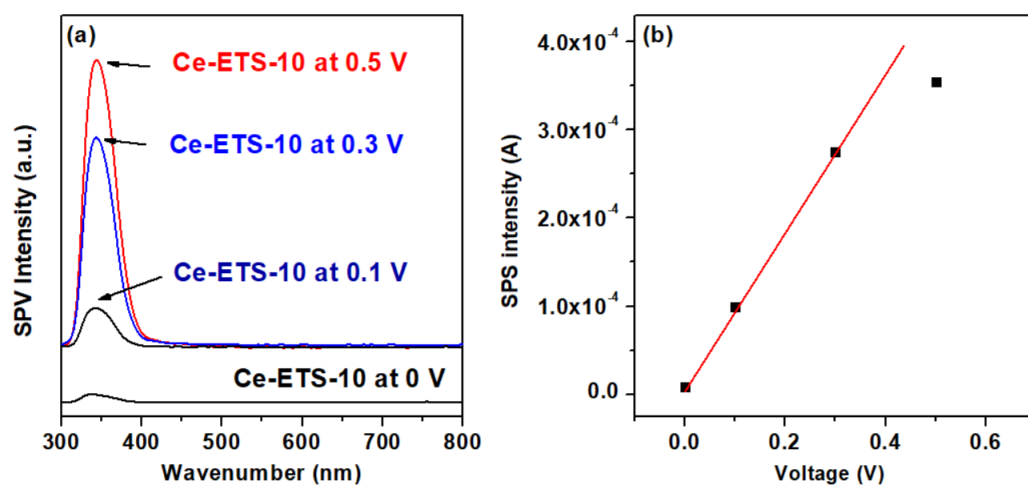 (a)
Ce-ETS-10 at 0.5 V
Ce-ETS-10 at 0.3 V
Ce-ETS-10 at 0.1 V
Ce-ETS-10 at 0 V
SPV Intensity (a.u.)
300 400 500 600 700 800
Wavenumber (nm)
(b)
4.0x10⁻⁴
3.0x10⁻⁴
2.0x10⁻⁴
1.0x10⁻⁴
0.0
SPS intensity (A)
0.0 0.2 0.4 0.6
Voltage (V)